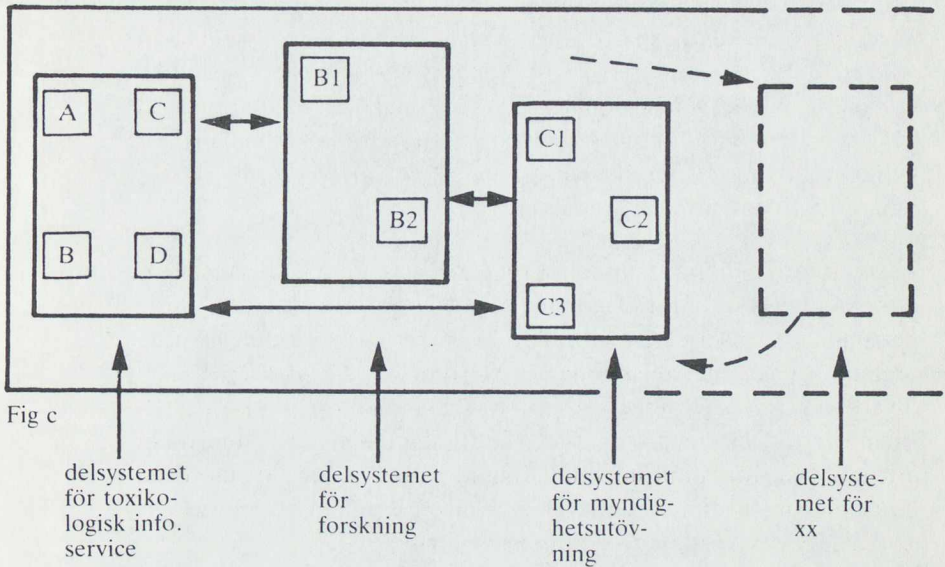 B1
A C
C1
B2
C2
B D
C3
Fig c
delsystemet
för toxiko-
logisk info.
service
delsystemet
för
forskning
delsystemet
för myndig-
hetsutöv-
ning
delsyste-
met för
xx